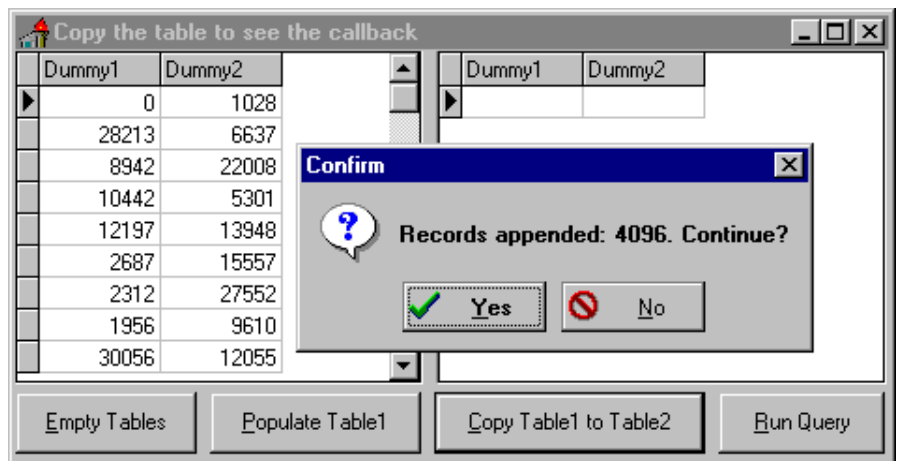 Copy the table to see the callback
Dummy1 Dummy2
0 1028
28213 6637
8942 22008
10442 5301
12197 13948
2687 15557
2312 27552
1956 9610
30056 12055
Dummy1 Dummy2
Confirm
Records appended: 4096. Continue?
Yes No
Empty Tables Populate Table1 Copy Table1 to Table2 Run Query